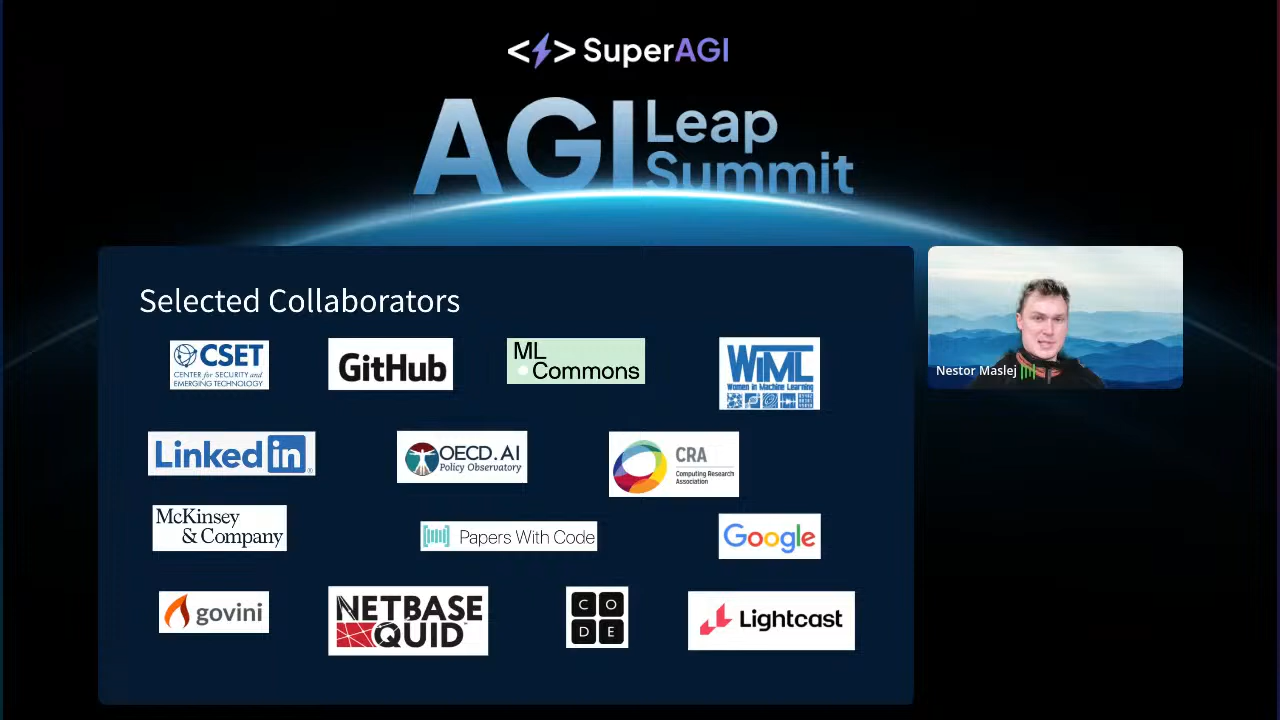 <⚡> SuperAGI
AGI Leap
Summit
Selected Collaborators
CSET
CENTER for SECURITY and
EMERGING TECHNOLOGY
GitHub
ML
Commons
WiML
Women in Machine Learning
Nestor Maslej
Linked in
OECD.AI
Policy Observatory
CRA
Computing Research
Association
McKinsey
& Company
Papers With Code
Google
govini
NETBASE
QUID
C O
D E
Lightcast